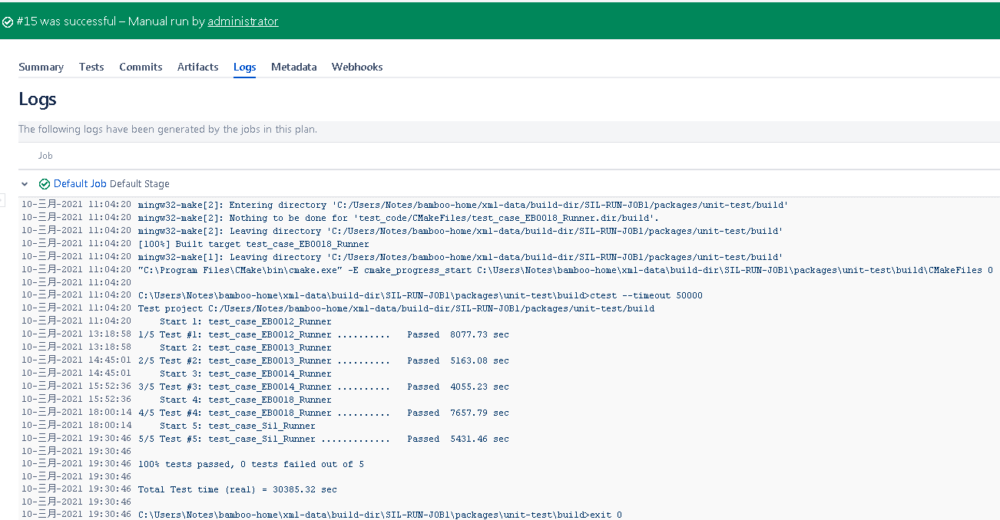 #15 was successful – Manual run by administrator
Summary Tests Commits Artifacts Logs Metadata Webhooks
Logs
The following logs have been generated by the jobs in this plan.
Job
Default Job Default Stage
10-三月-2021 11:04:20 mingw32-make[2]: Entering directory 'C:/Users/Notes/bamboo-home/xml-data/build-dir/SIL-RUN-JOB1/packages/unit-test/build'
10-三月-2021 11:04:20 mingw32-make[2]: Nothing to be done for 'test_code/CMakeFiles/test_case_EB0018_Runner.dir/build'.
10-三月-2021 11:04:20 mingw32-make[2]: Leaving directory 'C:/Users/Notes/bamboo-home/xml-data/build-dir/SIL-RUN-JOB1/packages/unit-test/build'
10-三月-2021 11:04:20 [100%] Built target test_case_EB0018_Runner
10-三月-2021 11:04:20 mingw32-make[1]: Leaving directory 'C:/Users/Notes/bamboo-home/xml-data/build-dir/SIL-RUN-JOB1/packages/unit-test/build'
10-三月-2021 11:04:20 "C:\Program Files\CMake\bin\cmake.exe" -E cmake_progress_start C:\Users\Notes\bamboo-home\xml-data\build-dir\SIL-RUN-JOB1\packages\unit-test\build\CMakeFiles 0
10-三月-2021 11:04:20
10-三月-2021 11:04:20 C:\Users\Notes\bamboo-home\xml-data\build-dir\SIL-RUN-JOB1\packages\unit-test\build>ctest --timeout 50000
10-三月-2021 11:04:20 Test project C:/Users/Notes/bamboo-home/xml-data/build-dir/SIL-RUN-JOB1/packages/unit-test/build
10-三月-2021 11:04:20 Start 1: test_case_EB0012_Runner
10-三月-2021 13:18:58 1/5 Test #1: test_case_EB0012_Runner .......... Passed 8077.73 sec
10-三月-2021 13:18:58 Start 2: test_case_EB0013_Runner
10-三月-2021 14:45:01 2/5 Test #2: test_case_EB0013_Runner .......... Passed 5163.08 sec
10-三月-2021 14:45:01 Start 3: test_case_EB0014_Runner
10-三月-2021 15:52:36 3/5 Test #3: test_case_EB0014_Runner .......... Passed 4055.23 sec
10-三月-2021 15:52:36 Start 4: test_case_EB0018_Runner
10-三月-2021 18:00:14 4/5 Test #4: test_case_EB0018_Runner .......... Passed 7657.79 sec
10-三月-2021 18:00:14 Start 5: test_case_Sil_Runner
10-三月-2021 19:30:46 5/5 Test #5: test_case_Sil_Runner ............. Passed 5431.46 sec
10-三月-2021 19:30:46
10-三月-2021 19:30:46 100% tests passed, 0 tests failed out of 5
10-三月-2021 19:30:46
10-三月-2021 19:30:46 Total Test time (real) = 30385.32 sec
10-三月-2021 19:30:46
10-三月-2021 19:30:46 C:\Users\Notes\bamboo-home\xml-data\build-dir\SIL-RUN-JOB1\packages\unit-test\build>exit 0